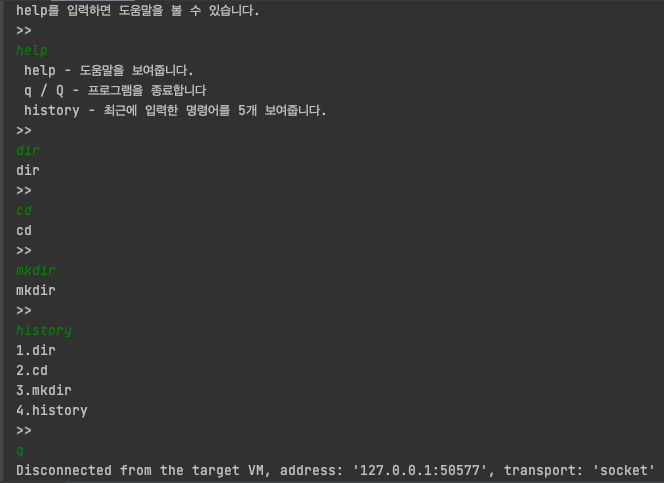 help를 입력하면 도움말을 볼 수 있습니다.
>>
help
help - 도움말을 보여줍니다.
q / Q - 프로그램을 종료합니다
history - 최근에 입력한 명령어를 5개 보여줍니다.
>>
dir
dir
>>
cd
cd
>>
mkdir
mkdir
>>
history
1.dir
2.cd
3.mkdir
4.history
>>
q
Disconnected from the target VM, address: '127.0.0.1:50577', transport: 'socket'